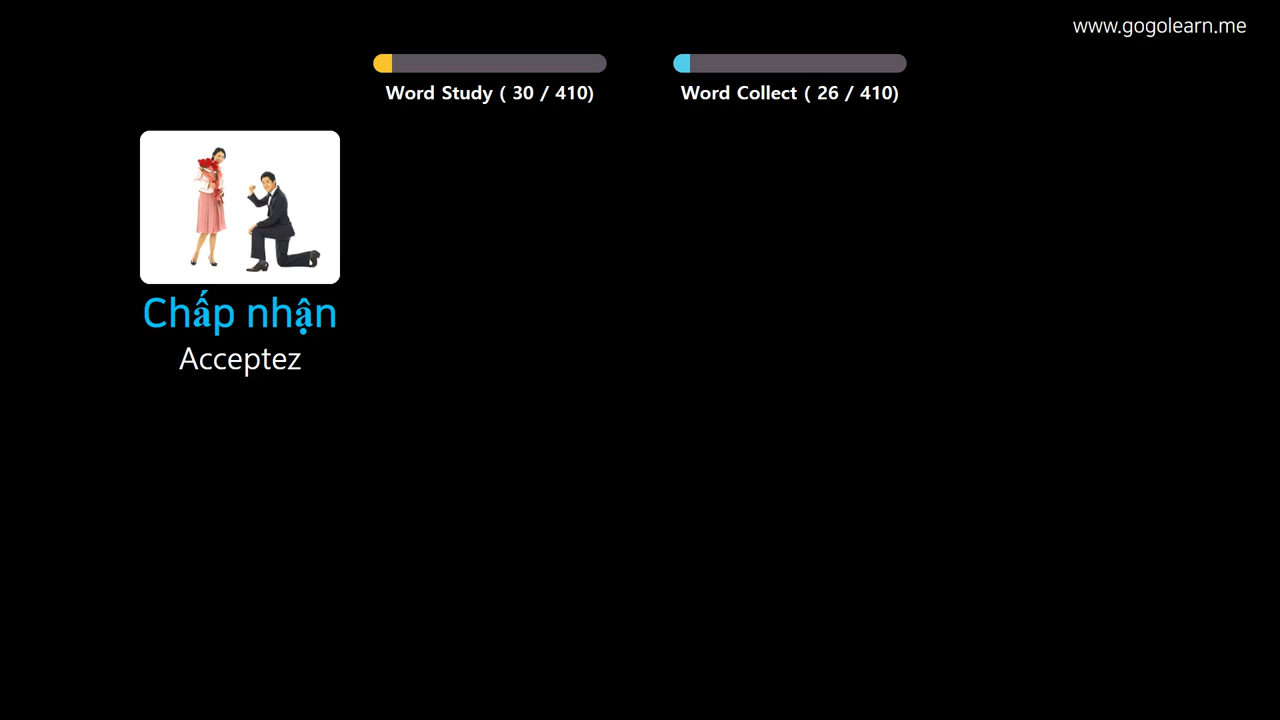 www.gogolearn.me
Word Study ( 30 / 410)
Word Collect ( 26 / 410)
Chấp nhận
Acceptez